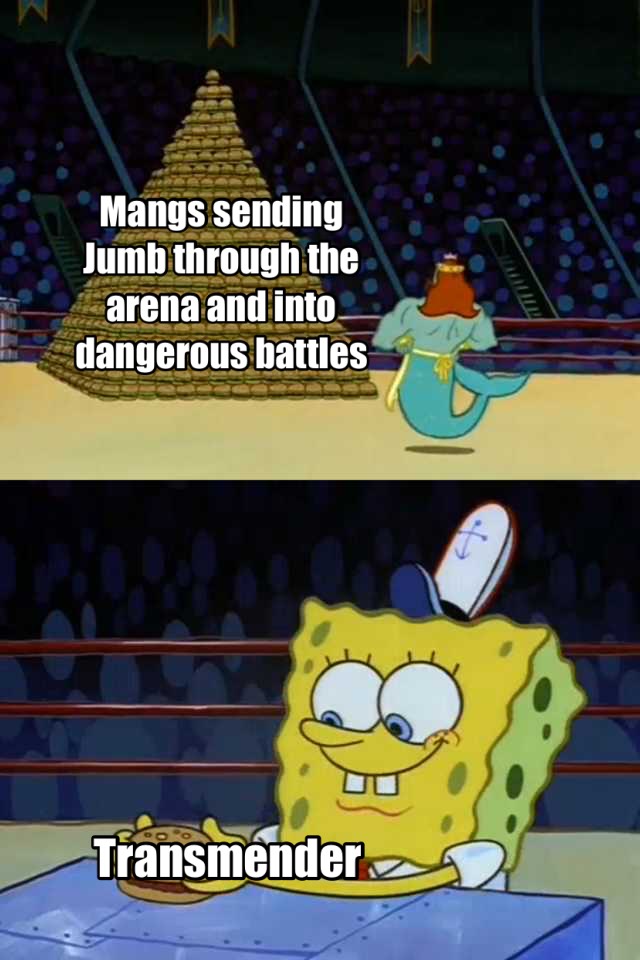 Mangs sending
Jumb through the
arena and into
dangerous battles
Transmender